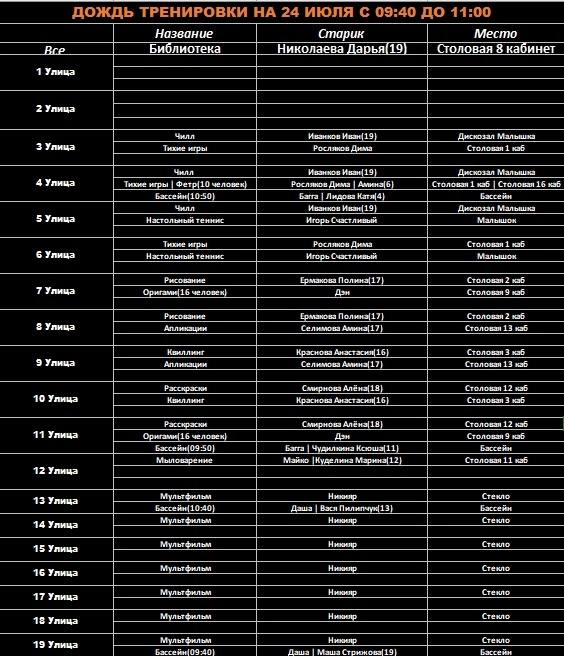 ДОЖДЬ ТРЕНИРОВКИ НА 24 ИЮЛЯ С 09:40 ДО 11:00
Название Старик Место
Все Библиотека Николаева Дарья(19) Столовая 8 кабинет
1 Улица
2 Улица
3 Улица
Чилл Иванков Иван(19) Дискозал Малышка
Тихие игры Росляков Дима Столовая 1 каб
4 Улица
Чилл Иванков Иван(19) Дискозал Малышка
Тихие игры | Фетр(10 человек) Росляков Дима | Амина(6) Столовая 1 каб | Столовая 16 каб
Бассейн(10:50) Багга | Лидова Катя(4) Бассейн
5 Улица
Чилл Иванков Иван(19) Дискозал Малышка
Настольный теннис Игорь Счастливый Малышок
6 Улица
Тихие игры Росляков Дима Столовая 1 каб
Настольный теннис Игорь Счастливый Малышок
7 Улица
Рисование Ермакова Полина(17) Столовая 2 каб
Оригами(16 человек) Дэн Столовая 9 каб
8 Улица
Рисование Ермакова Полина(17) Столовая 2 каб
Апликации Селимова Амина(17) Столовая 13 каб
9 Улица
Квиллинг Краснова Анастасия(16) Столовая 3 каб
Апликации Селимова Амина(17) Столовая 13 каб
10 Улица
Расскраски Смирнова Алёна(18) Столовая 12 каб
Квиллинг Краснова Анастасия(16) Столовая 3 каб
11 Улица
Расскраски Смирнова Алёна(18) Столовая 12 каб
Оригами(16 человек) Дэн Столовая 9 каб
Бассейн(09:50) Багга | Чудилкина Ксюша(11) Бассейн
12 Улица
Мыловарение Майко |Куделина Марина(12) Столовая 11 каб
13 Улица
Мультфильм Никияр Стекло
Бассейн(10:40) Даша | Вася Пилипчук(13) Бассейн
14 Улица
Мультфильм Никияр Стекло
15 Улица
Мультфильм Никияр Стекло
16 Улица
Мультфильм Никияр Стекло
17 Улица
Мультфильм Никияр Стекло
18 Улица
Мультфильм Никияр Стекло
19 Улица
Мультфильм Никияр Стекло
Бассейн(09:40) Даша | Маша Стрижова(19) Бассейн